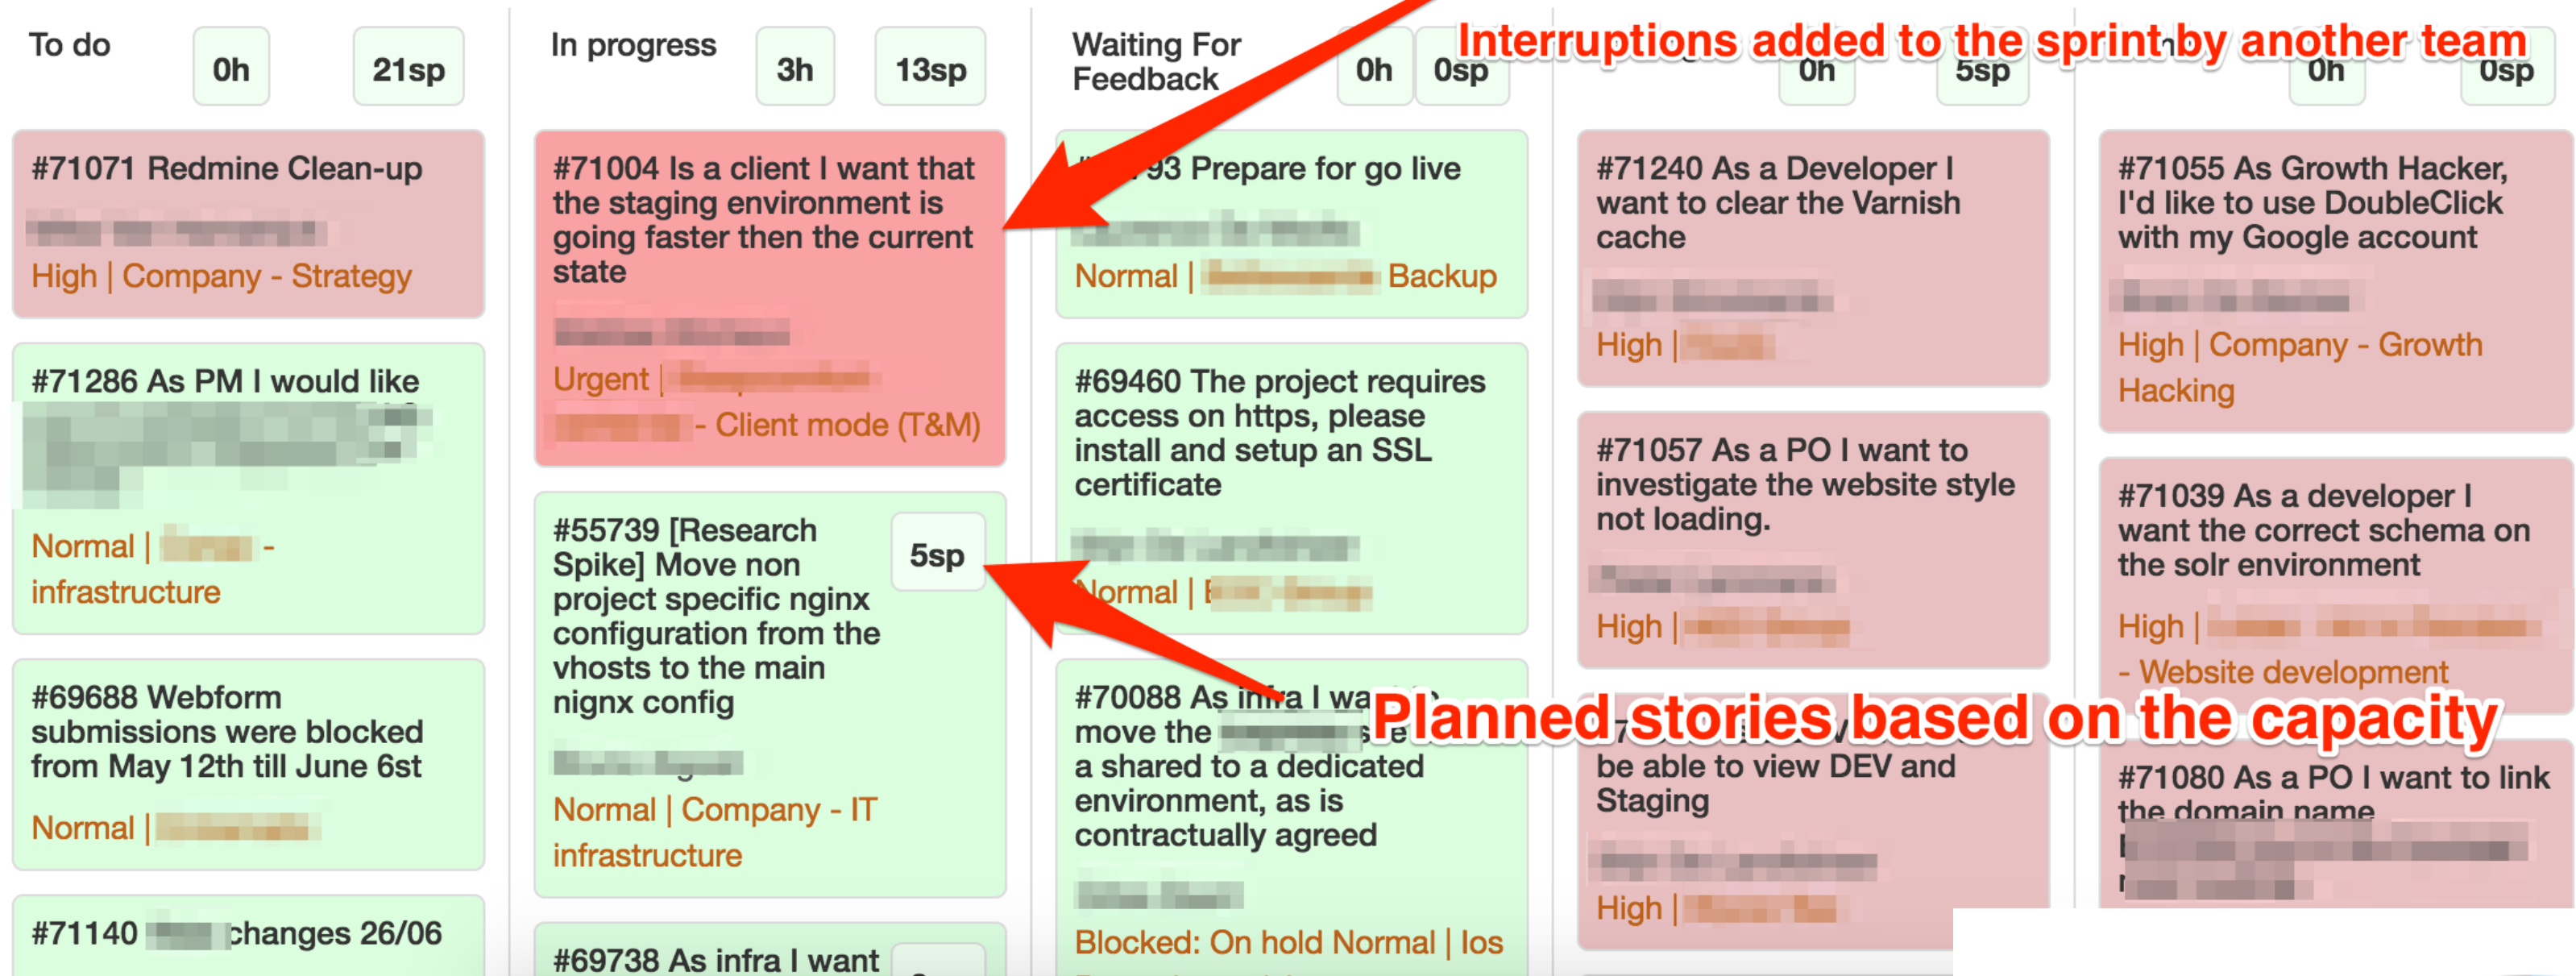 To do
0h
21sp
#71071 Redmine Clean-up
High | Company - Strategy
#71286 As PM I would like
Normal |
-
infrastructure
#69688 Webform
submissions were blocked
from May 12th till June 6st
Normal |
#71140
changes 26/06
In progress
3h
13sp
#71004 Is a client I want that
the staging environment is
going faster then the current
state
Urgent |
- Client mode (T&M)
#55739 [Research
Spike] Move non
project specific nginx
configuration from the
vhosts to the main
nignx config
5sp
Normal | Company - IT
infrastructure
#69738 As infra I want
Waiting For
Feedback
0h
0sp
Prepare for go live
Normal |
Backup
#69460 The project requires
access on https, please
install and setup an SSL
certificate
Normal |
#70088 As infra I
move the
a shared to a dedicated
environment, as is
contractually agreed
Blocked: On hold Normal | Ios
Interruptions added to the sprint by another team
0h
5sp
#71240 As a Developer I
want to clear the Varnish
cache
High |
#71057 As a PO I want to
investigate the website style
not loading.
High |
Planned stories based on the capacity
be able to view DEV and
Staging
High |
0h
0sp
#71055 As Growth Hacker,
I'd like to use DoubleClick
with my Google account
High | Company - Growth
Hacking
#71039 As a developer I
want the correct schema on
the solr environment
High |
- Website development
#71080 As a PO I want to link
the domain name